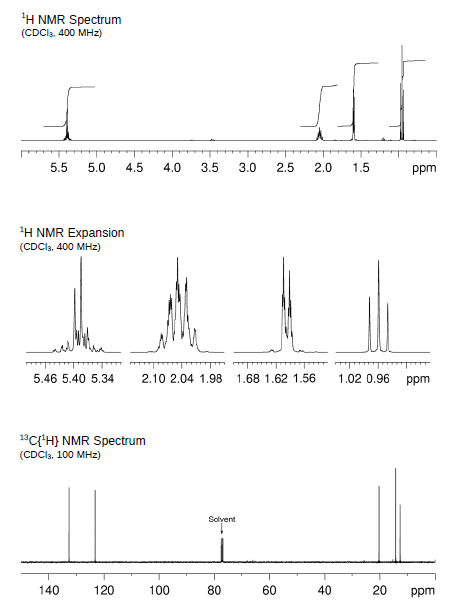 ¹H NMR Spectrum
(CDCl₃, 400 MHz)
5.5 5.0 4.5 4.0 3.5 3.0 2.5 2.0 1.5 ppm
¹H NMR Expansion
(CDCl₃, 400 MHz)
5.46 5.40 5.34 2.10 2.04 1.98 1.68 1.62 1.56 1.02 0.96 ppm
¹³C{¹H} NMR Spectrum
(CDCl₃, 100 MHz)
Solvent
140 120 100 80 60 40 20 ppm